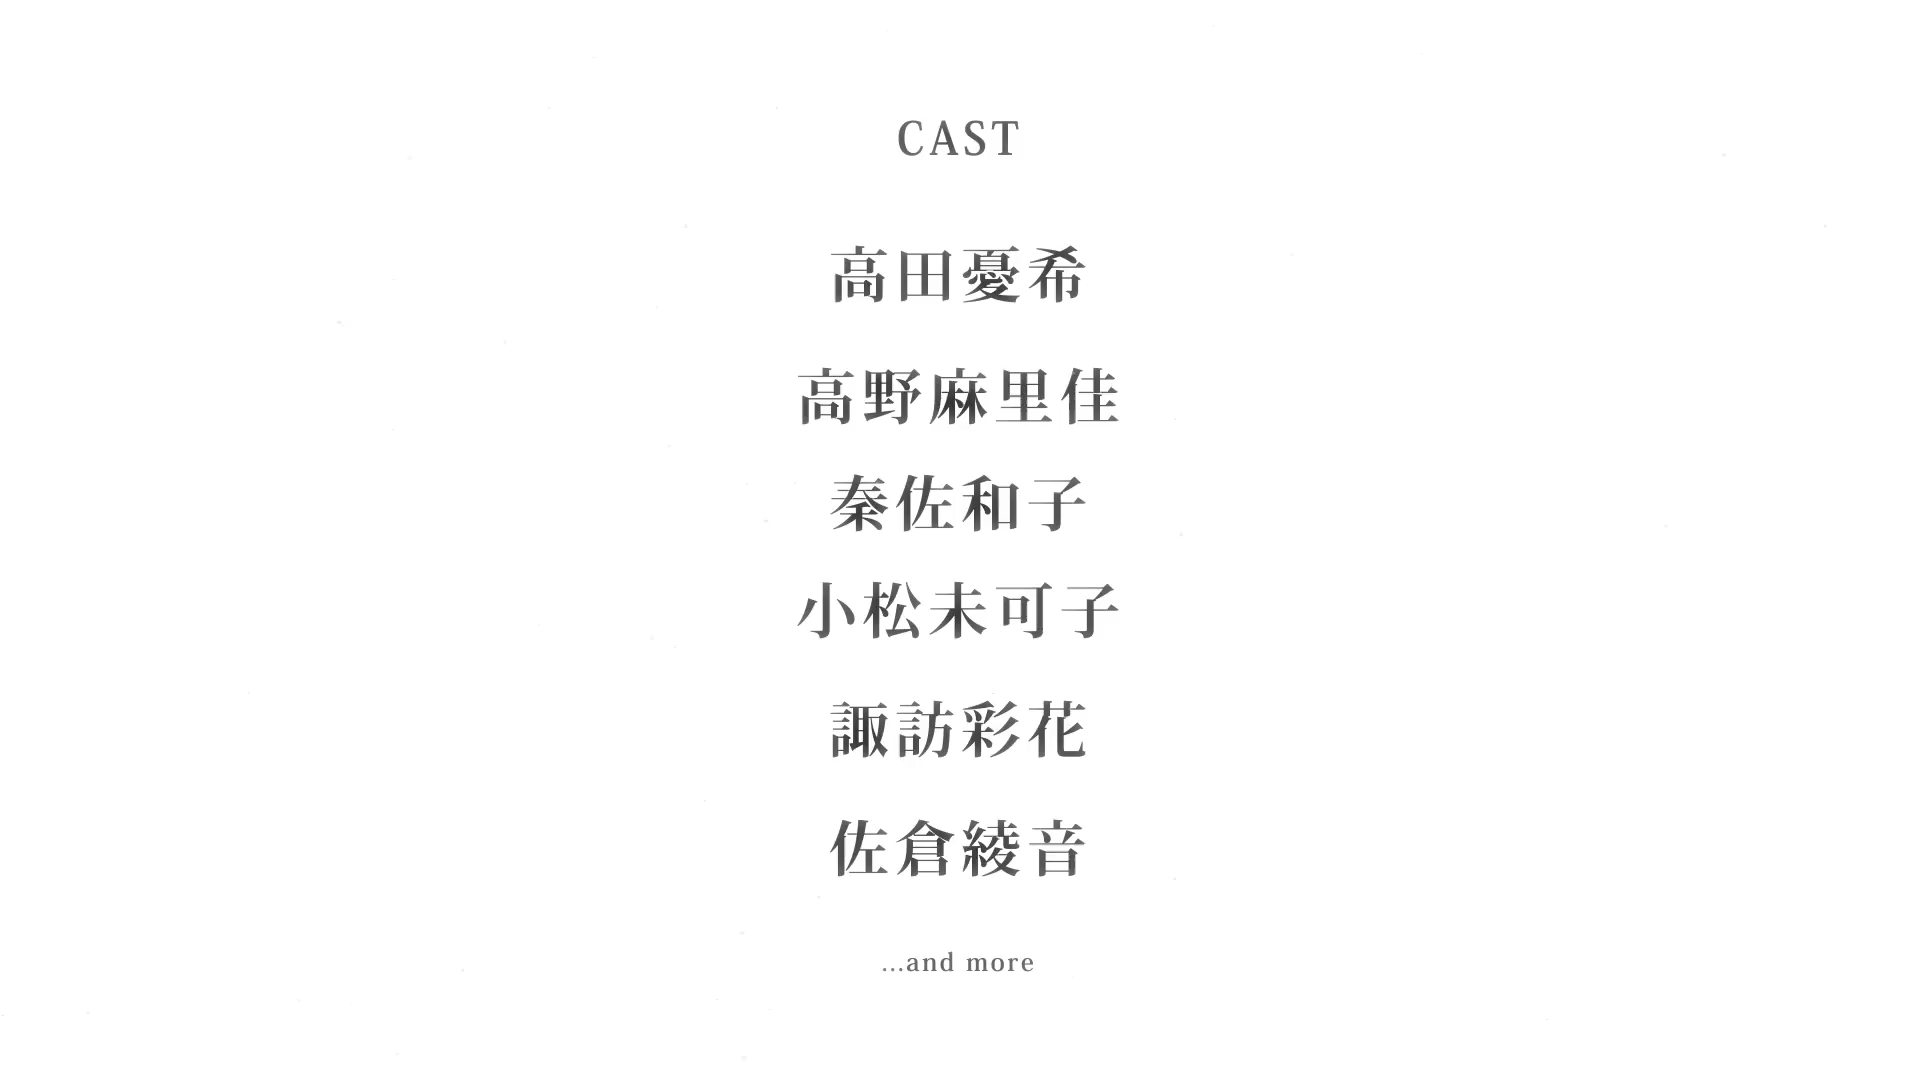 CAST
高田憂希
高野麻里佳
秦佐和子
小松未可子
諏訪彩花
佐倉綾音
...and more